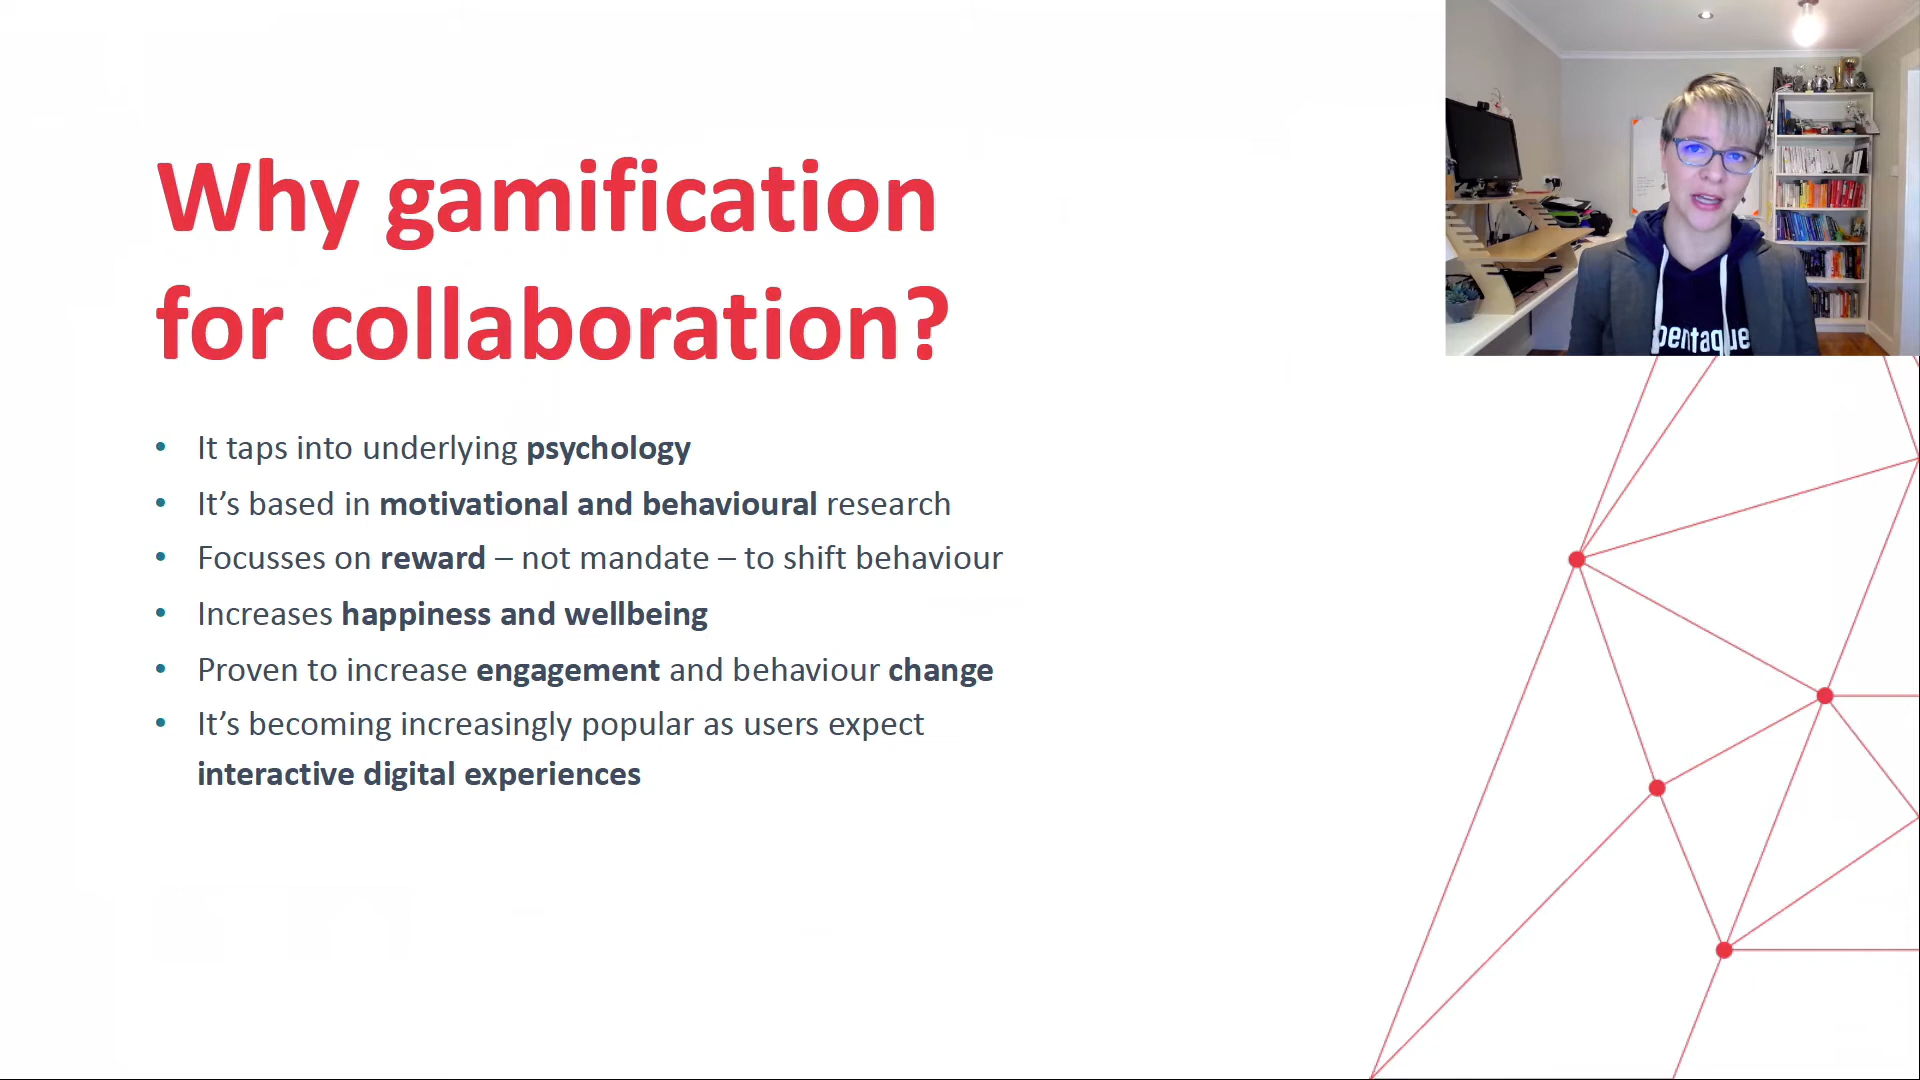 Why gamification
for collaboration?
• It taps into underlying psychology
• It’s based in motivational and behavioural research
• Focusses on reward – not mandate – to shift behaviour
• Increases happiness and wellbeing
• Proven to increase engagement and behaviour change
• It’s becoming increasingly popular as users expect
interactive digital experiences
pentaque